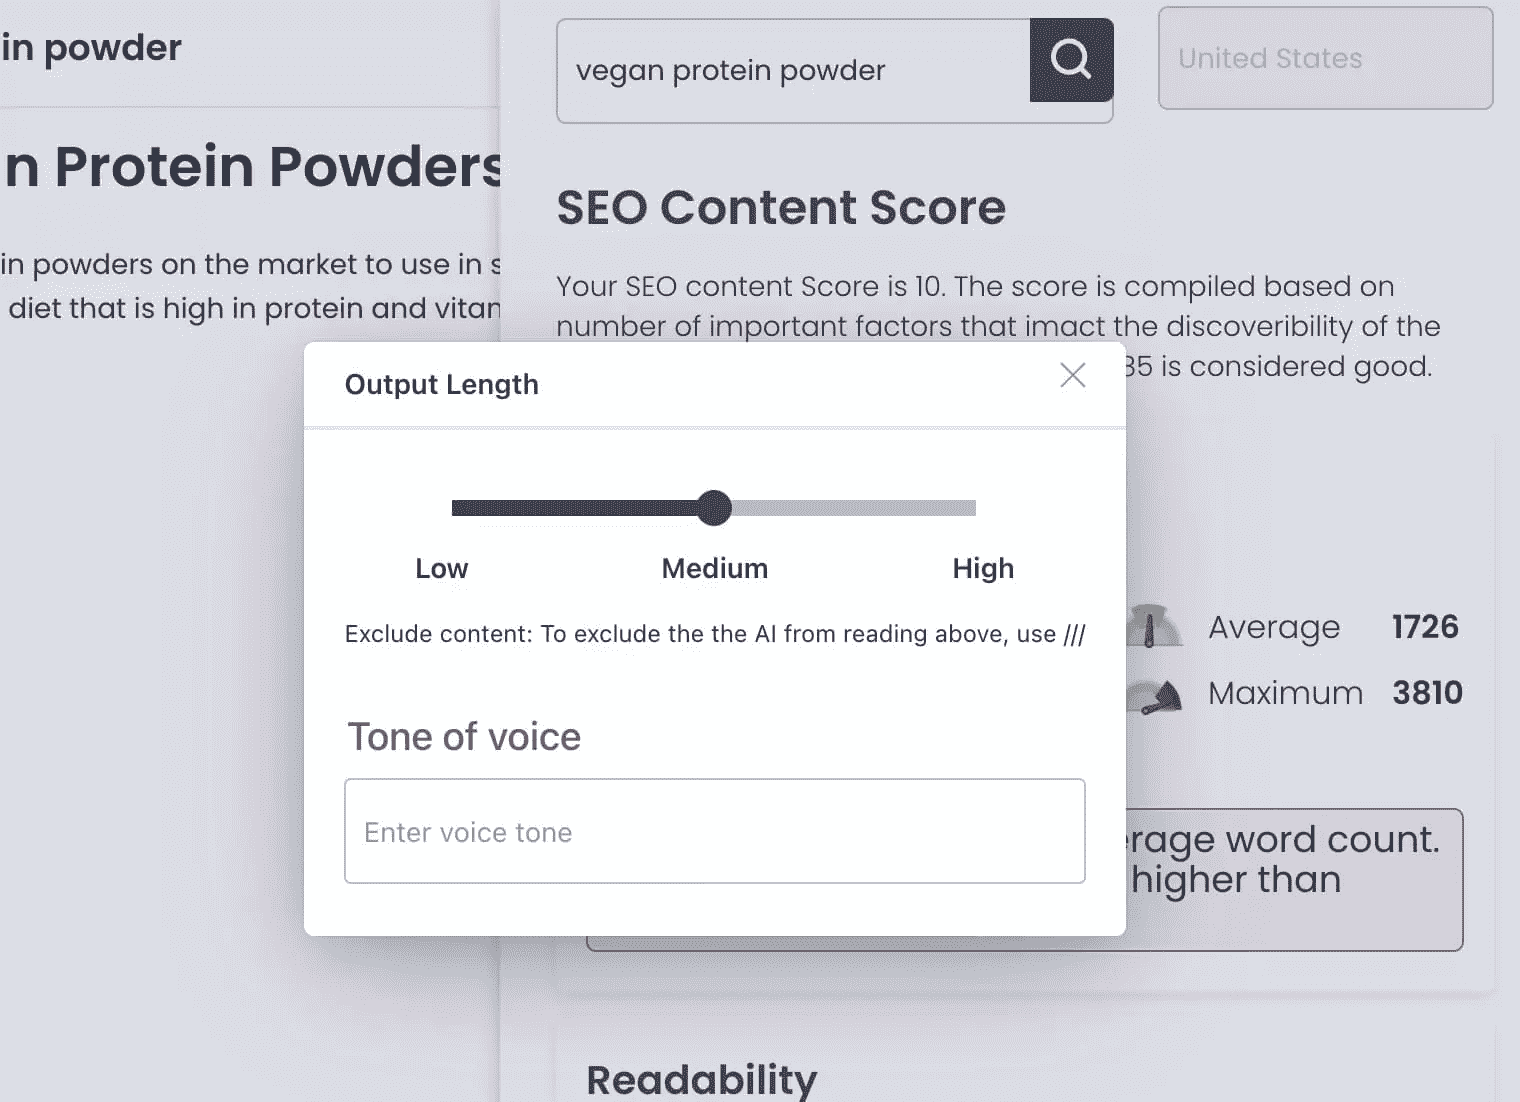 in powder
n Protein Powders
in powders on the market to use in s
diet that is high in protein and vitan
vegan protein powder
United States
SEO Content Score
Your SEO content Score is 10. The score is compiled based on
number of important factors that imact the discoveribility of the
85 is considered good.
Output Length
Low Medium High
Exclude content: To exclude the the AI from reading above, use ///
Tone of voice
Enter voice tone
Average 1726
Maximum 3810
erage word count.
higher than
Readability